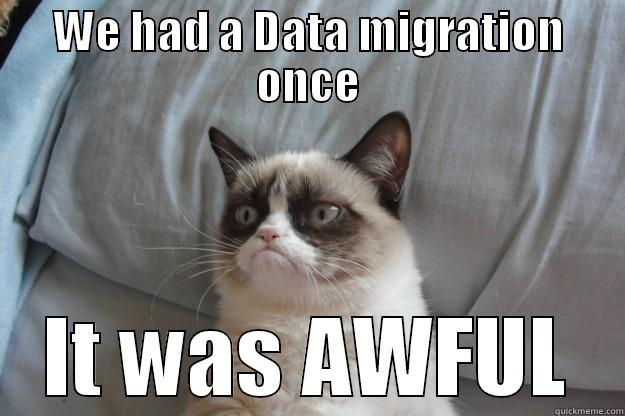 We had a Data migration
once
It was AWFUL
quickmeme.com